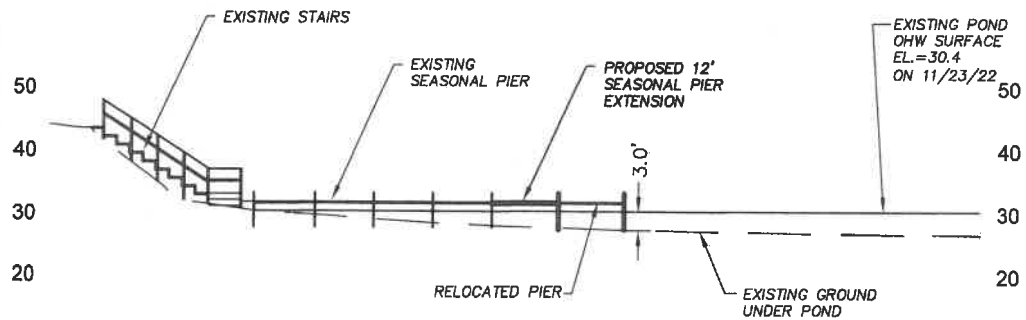 EXISTING STAIRS
EXISTING
SEASONAL PIER
PROPOSED 12'
SEASONAL PIER
EXTENSION
EXISTING POND
OHW SURFACE
EL.=30.4
ON 11/23/22
50
50
40
40
3.0'
30
30
20
20
RELOCATED PIER
EXISTING GROUND
UNDER POND